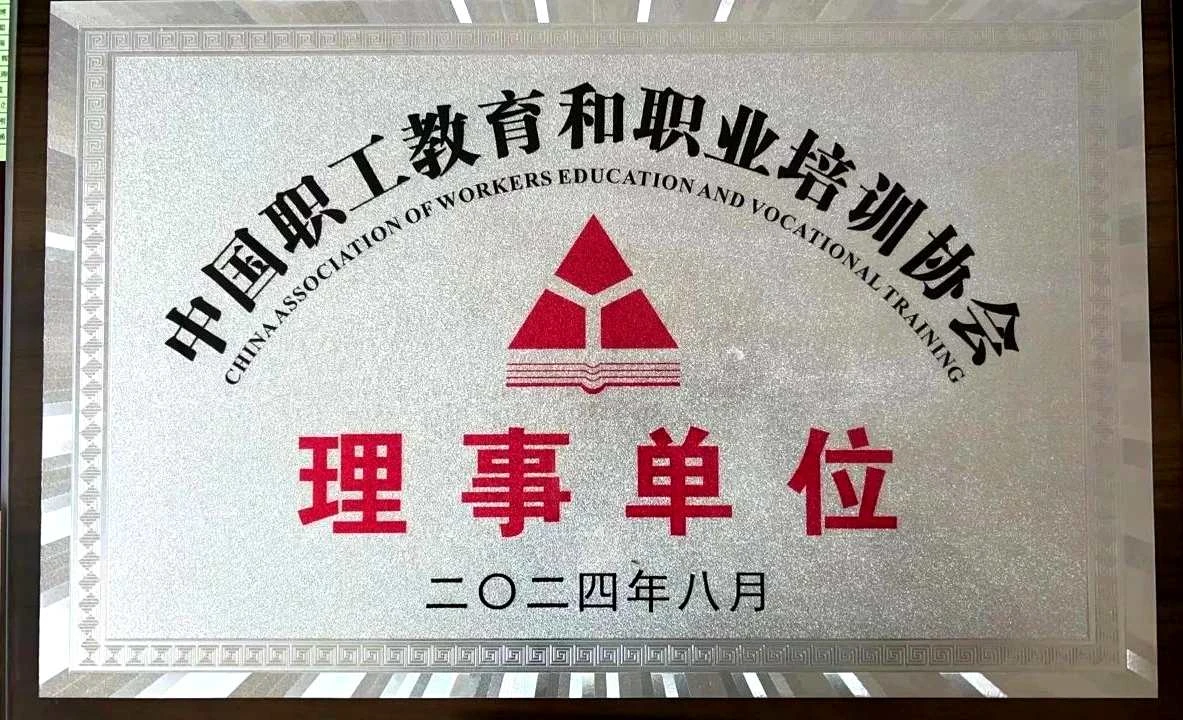 中国职工教育和职业培训协会
CHINA ASSOCIATION OF WORKERS EDUCATION AND VOCATIONAL TRAINING
理事单位
二〇二四年八月